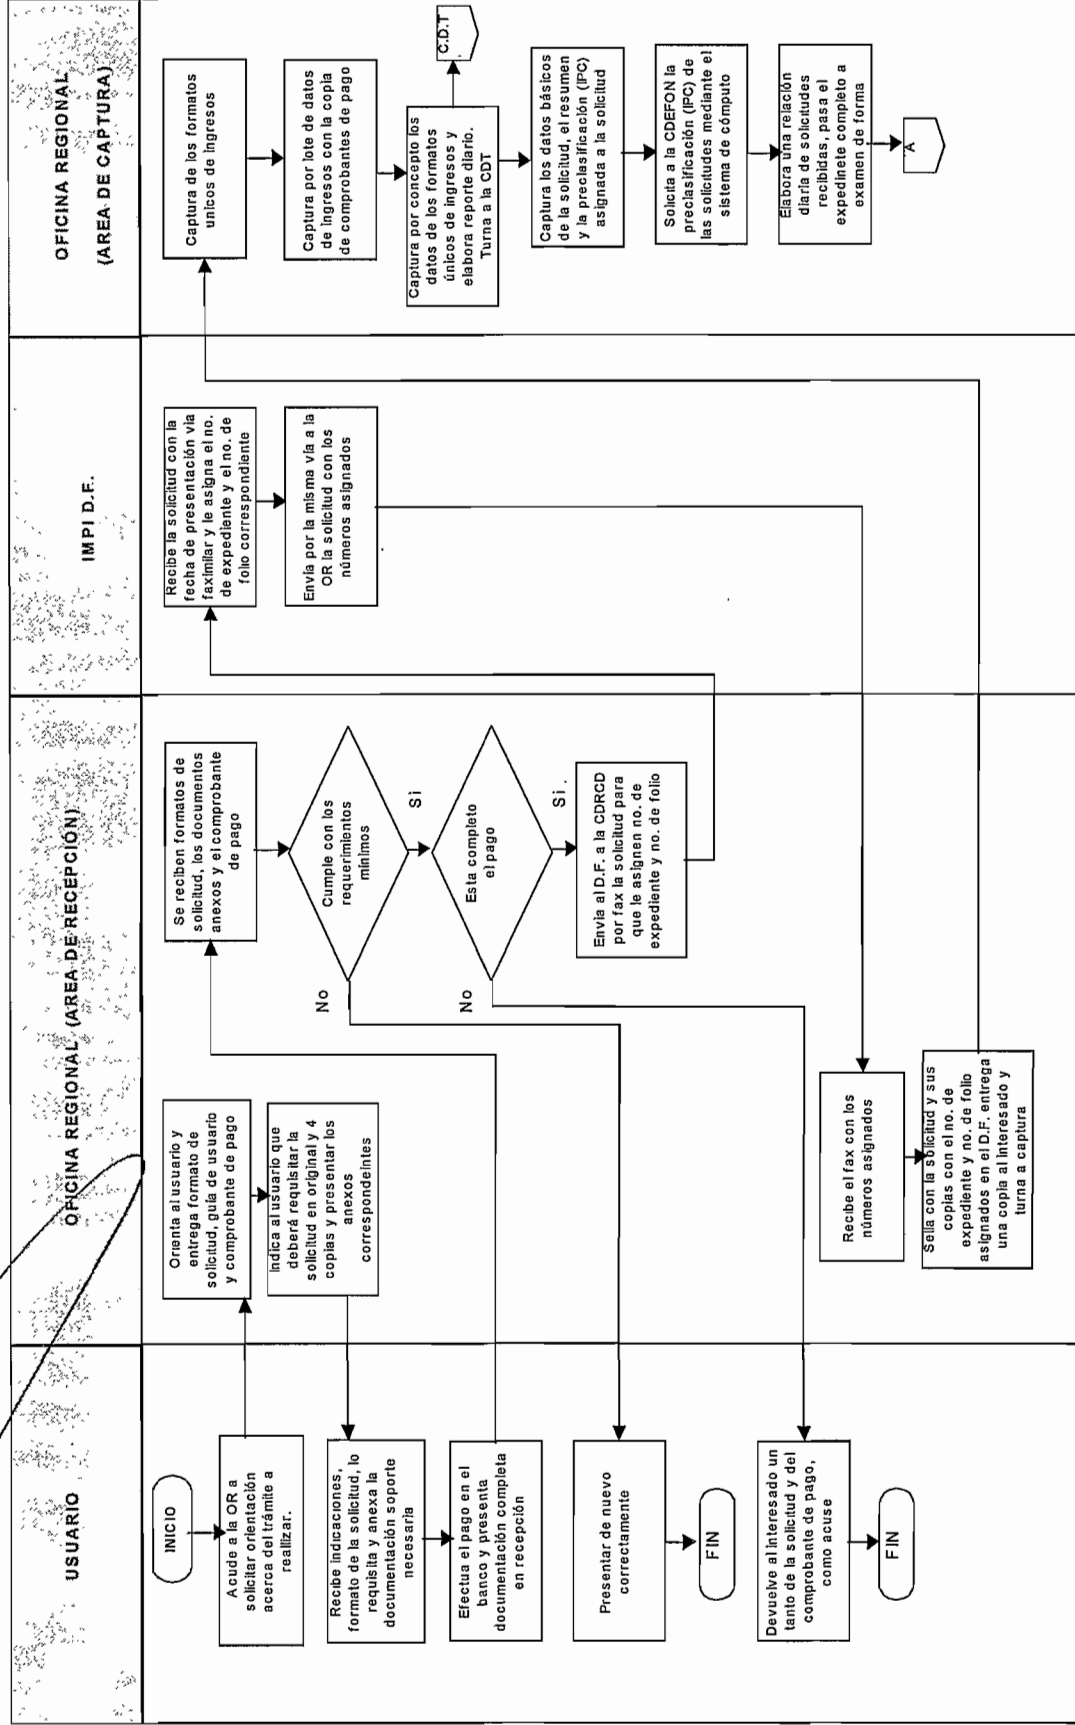 USUARIO
OFICINA REGIONAL (AREA DE RECEPCIÓN)
IMPI D.F.
OFICINA REGIONAL
(AREA DE CAPTURA)
INICIO
Acude a la OR a
solicitar orientación
acerca del trámite a
realizar.
Orienta al usuario y
entrega formato de
solicitud, guía de usuario
y comprobante de pago
Indica al usuario que
deberá requisitar la
solicitud en original y 4
copias y presentar los
anexos
correspondeintes
Recibe indicaciones,
formato de la solicitud, lo
requisita y anexa la
documentación soporte
necesaria
Efectua el pago en el
banco y presenta
documentación completa
en recepción
Se reciben formatos de
solicitud, los documentos
anexos y el comprobante
de pago
Cumple con los
requerimientos
mínimos
No
Sì
Presentar de nuevo
correctamente
FIN
Esta completo
el pago
No
Si .
Devuelve al interesado un
tanto de la solicitud y del
comprobante de pago,
como acuse
FIN
Envia al D.F. a la CDRCD
por fax la solicitud para
que le asignen no. de
expediente y no. de folio
Recibe la solicitud con la
fecha de presentación via
faximilar y le asigna el no.
de expediente y el no. de
folio correspondiente
Envia por la misma vía a la
OR la solicitud con los
números asignados
Recibe el fax con los
números asignados
Sella con la solicitud y sus
copias con el no. de
expediente y no. de folio
asignados en el D.F. entrega
una copia al interesado y
turna a captura
Captura de los formatos
unicos de ingresos
Captura por lote de datos
de ingresos con la copia
de comprobantes de pago
Captura por concepto los
datos de los formatos
únicos de ingresos y
elabora reporte diario.
Turna a la CDT
C.D.T
Captura los datos básicos
de la solicitud, el resumen
y la preclasificación (IPC)
asignada a la solicitud
Solicita a la CDEFON la
preclasificación (IPC) de
las solicitudes mediante el
sistema de cómputo
Elabora una relación
diaria de solicitudes
recibidas, pasa el
expedinete completo a
examen de forma
A